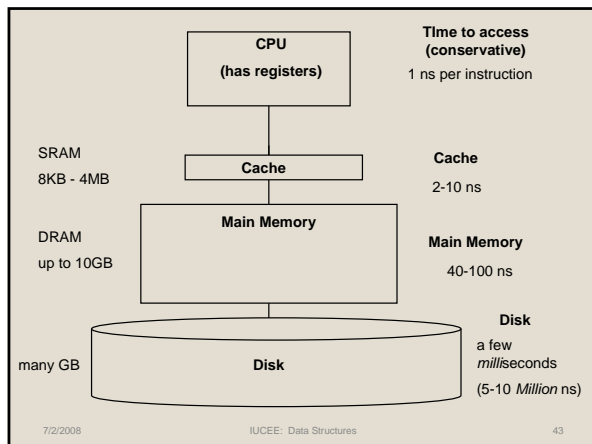 CPU
(has registers)
TIme to access
(conservative)
1 ns per instruction
SRAM
8KB - 4MB
Cache
Cache
2-10 ns
Main Memory
DRAM
up to 10GB
Main Memory
40-100 ns
Disk
a few
milliseconds
(5-10 Million ns)
many GB
Disk
7/2/2008
IUCEE: Data Structures
43